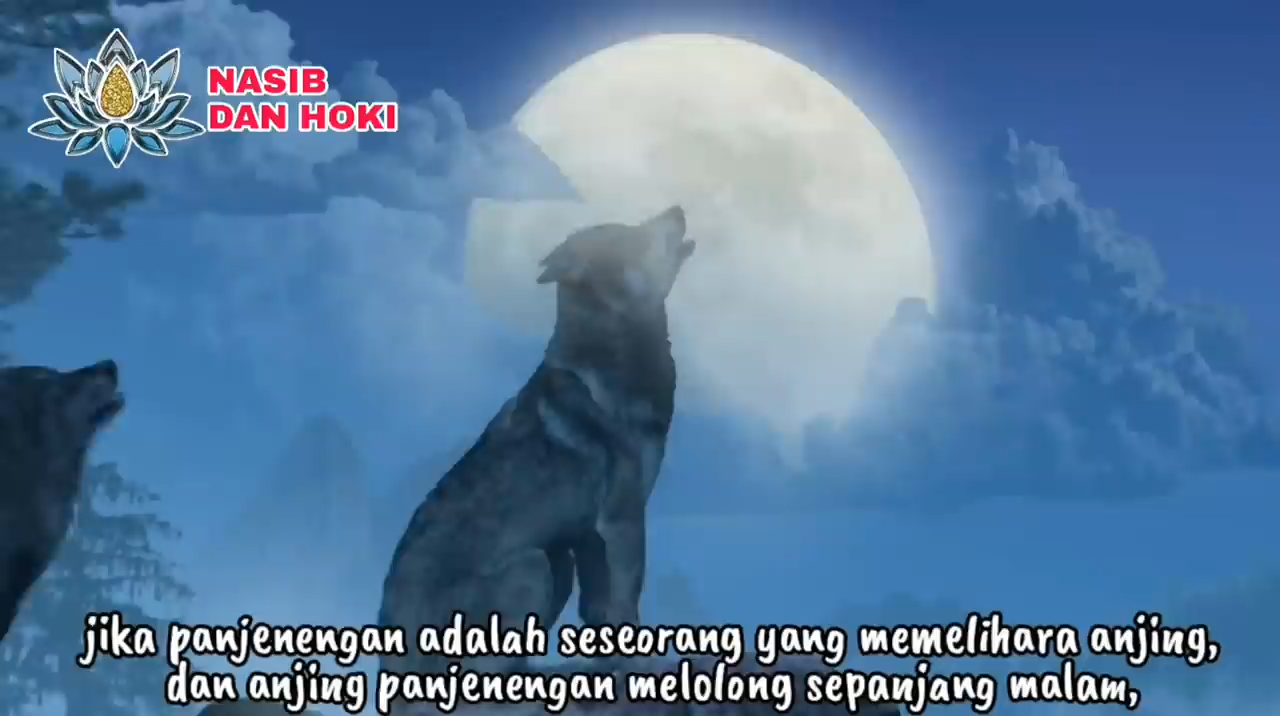 NASIB
DAN HOKI
jika panjenengan adalah seseorang yang memelihara anjing,
dan anjing panjenengan melolong sepanjang malam,